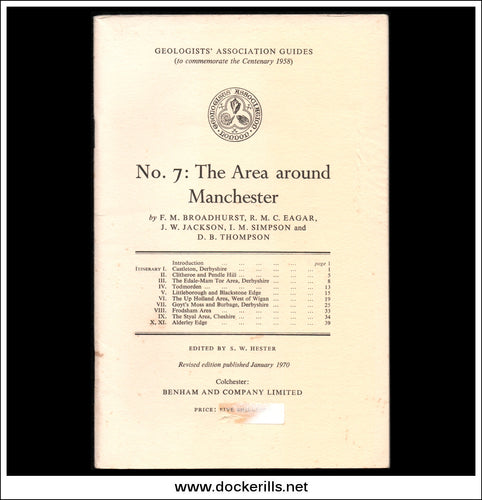 GEOLOGISTS' ASSOCIATION GUIDES
(to commemorate the Centenary 1958)
GEOLOGISTS ASSOCIATION
LONDON
No. 7: The Area around
Manchester
by F. M. BROADHURST, R. M. C. EAGAR,
J. W. JACKSON, I. M. SIMPSON and
D. B. THOMPSON
Introduction ... page 1
ITINERARY I. Castleton, Derbyshire ... 1
II. Clitheroe and Pendle Hill ... 5
III. The Edale-Mam Tor Area, Derbyshire ... 8
IV. Todmorden ... 13
V. Littleborough and Blackstone Edge ... 15
VI. The Up Holland Area, West of Wigan ... 19
VII. Goyt's Moss and Burbage, Derbyshire ... 25
VIII. Frodsham Area ... 33
IX. The Styal Area, Cheshire ... 34
X, XI. Alderley Edge ... 39
EDITED BY S. W. HESTER
Revised edition published January 1970
Colchester:
BENHAM AND COMPANY LIMITED
PRICE: FIVE
www.dockerills.net